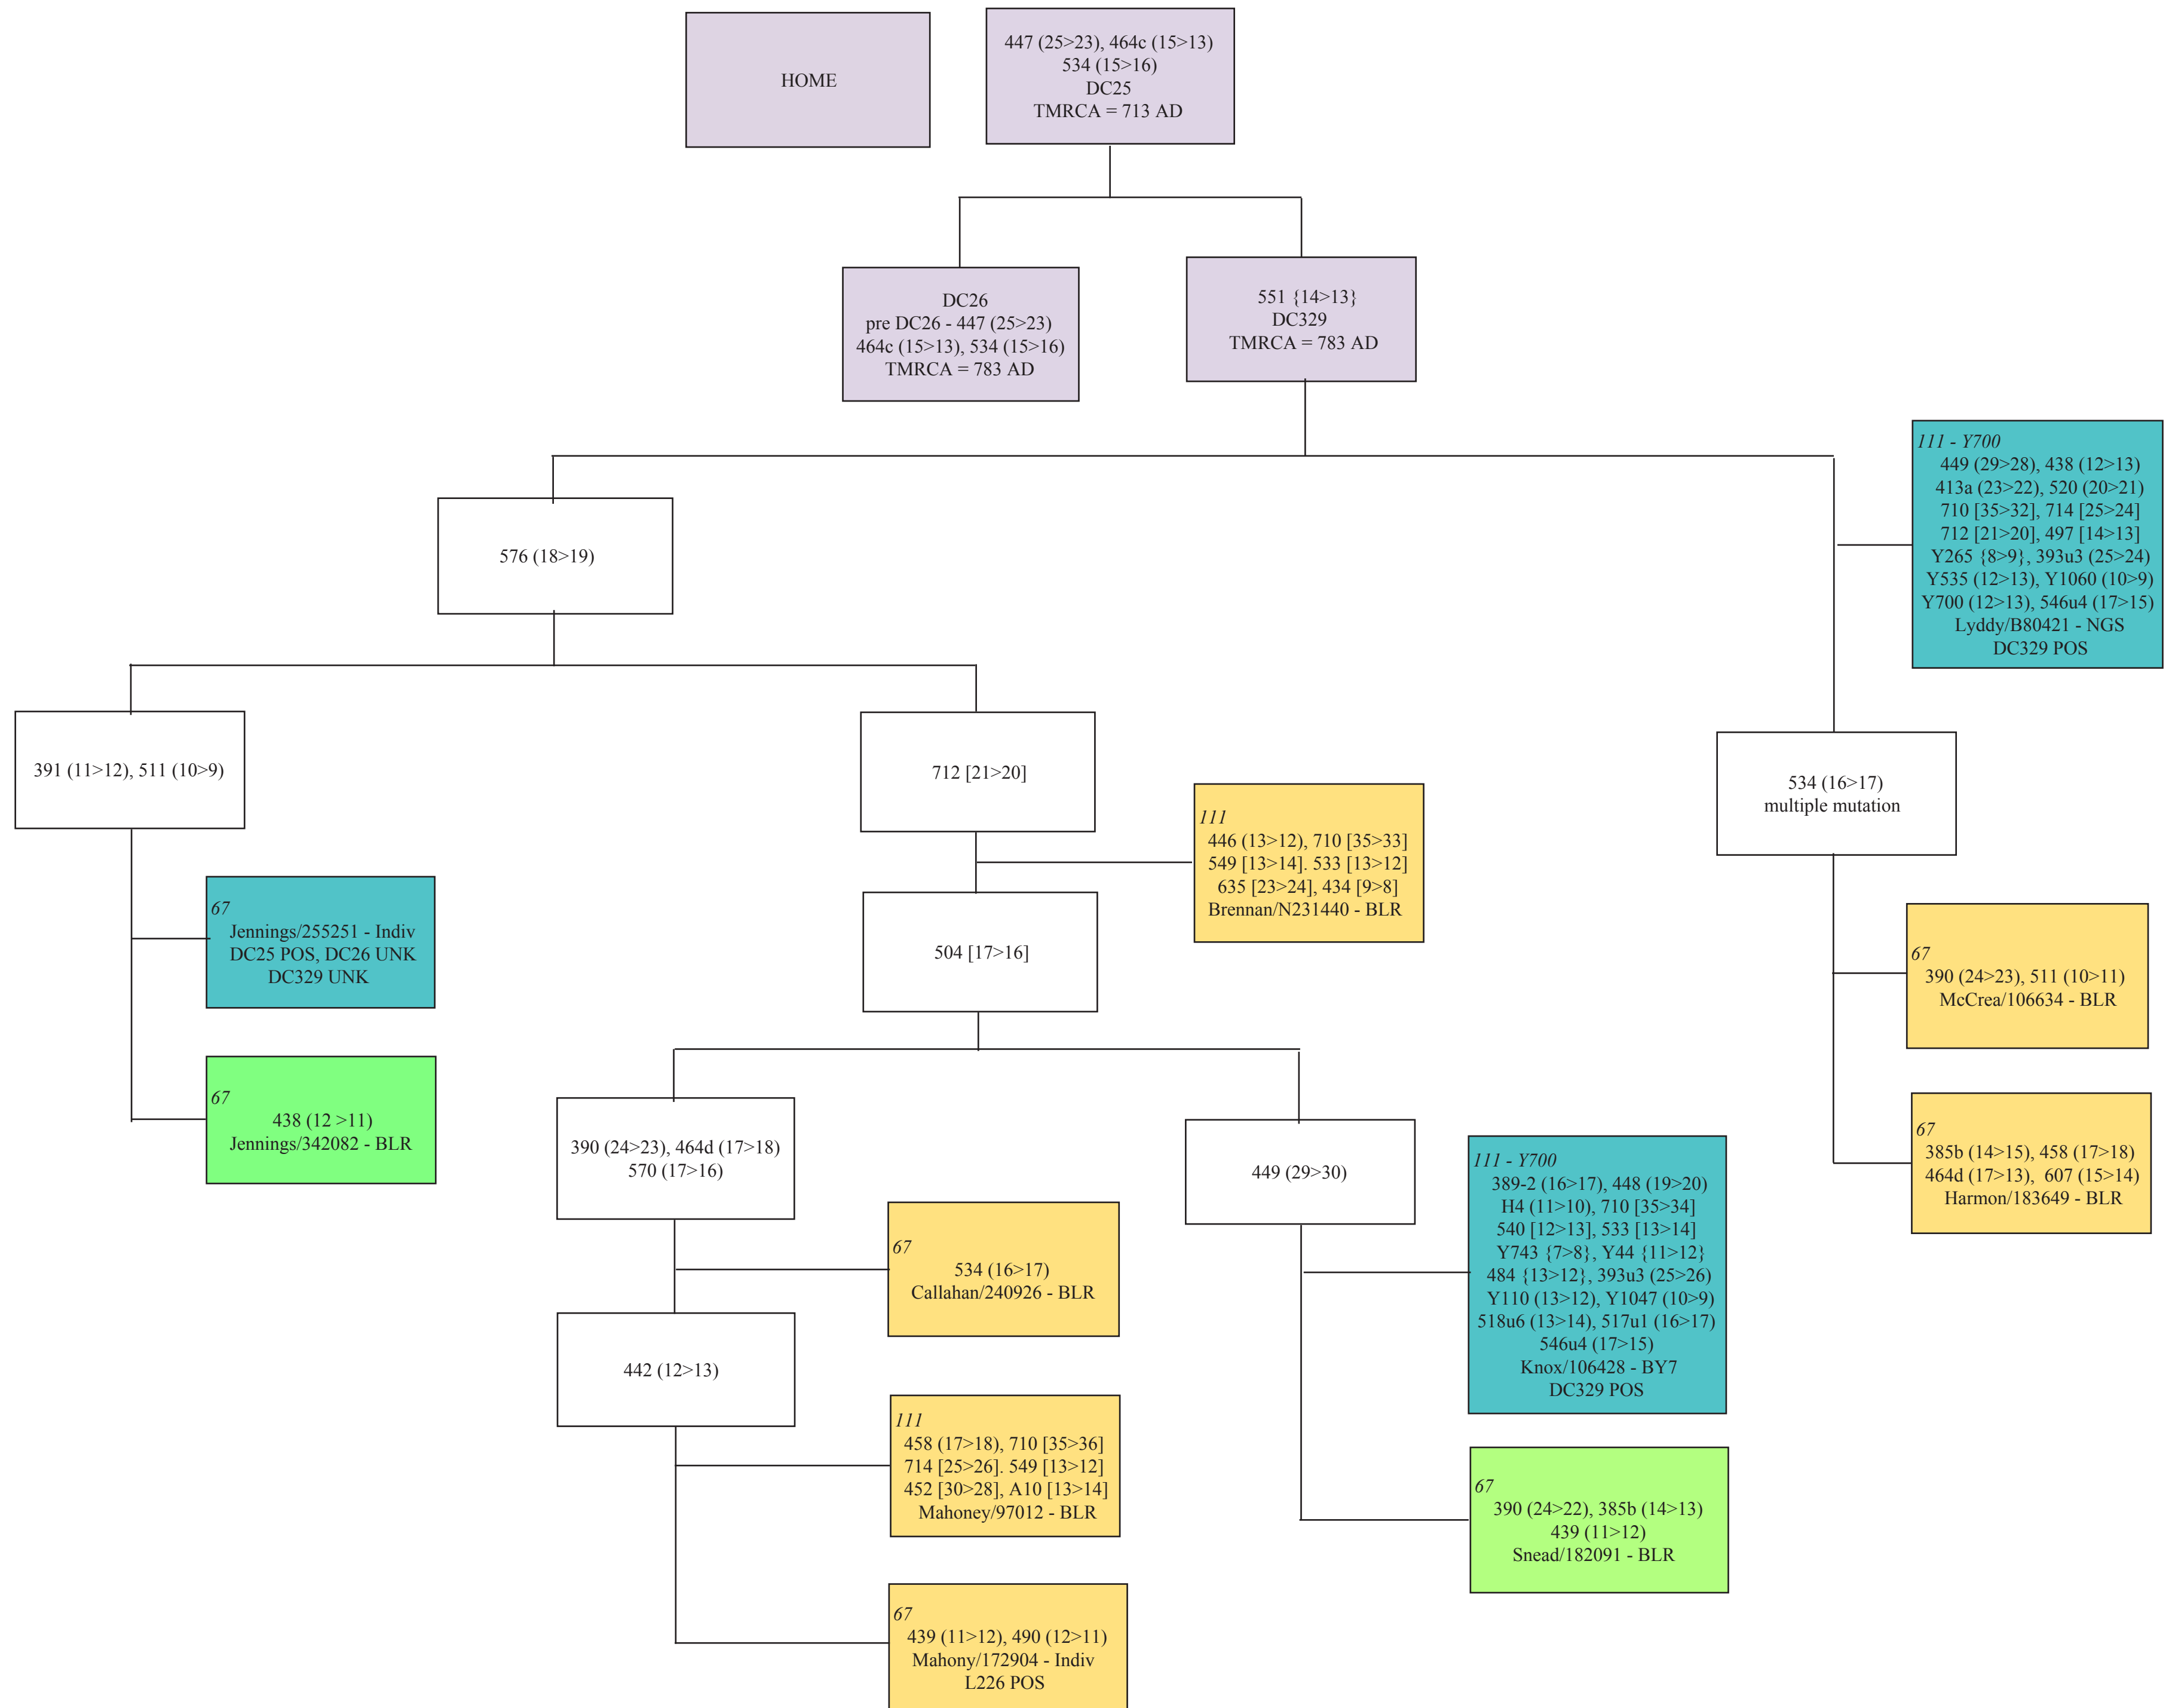 HOME
447 (25>23), 464c (15>13)
534 (15>16)
DC25
TMRCA = 713 AD
DC26
pre DC26 - 447 (25>23)
464c (15>13), 534 (15>16)
TMRCA = 783 AD
551 {14>13}
DC329
TMRCA = 783 AD
111 - Y700
449 (29>28), 438 (12>13)
413a (23>22), 520 (20>21)
710 [35>32], 714 [25>24]
712 [21>20], 497 [14>13]
Y265 {8>9}, 393u3 (25>24)
Y535 (12>13), Y1060 (10>9)
Y700 (12>13), 546u4 (17>15)
Lyddy/B80421 - NGS
DC329 POS
576 (18>19)
391 (11>12), 511 (10>9)
712 [21>20]
534 (16>17)
multiple mutation
111
446 (13>12), 710 [35>33]
549 [13>14]. 533 [13>12]
635 [23>24], 434 [9>8]
Brennan/N231440 - BLR
67
Jennings/255251 - Indiv
DC25 POS, DC26 UNK
DC329 UNK
504 [17>16]
67
390 (24>23), 511 (10>11)
McCrea/106634 - BLR
67
438 (12 >11)
Jennings/342082 - BLR
390 (24>23), 464d (17>18)
570 (17>16)
449 (29>30)
67
385b (14>15), 458 (17>18)
464d (17>13), 607 (15>14)
Harmon/183649 - BLR
111 - Y700
389-2 (16>17), 448 (19>20)
H4 (11>10), 710 [35>34]
540 [12>13], 533 [13>14]
Y743 {7>8}, Y44 {11>12}
484 {13>12}, 393u3 (25>26)
Y110 (13>12), Y1047 (10>9)
518u6 (13>14), 517u1 (16>17)
546u4 (17>15)
Knox/106428 - BY7
DC329 POS
67
534 (16>17)
Callahan/240926 - BLR
442 (12>13)
111
458 (17>18), 710 [35>36]
714 [25>26]. 549 [13>12]
452 [30>28], A10 [13>14]
Mahoney/97012 - BLR
67
390 (24>22), 385b (14>13)
439 (11>12)
Snead/182091 - BLR
67
439 (11>12), 490 (12>11)
Mahony/172904 - Indiv
L226 POS